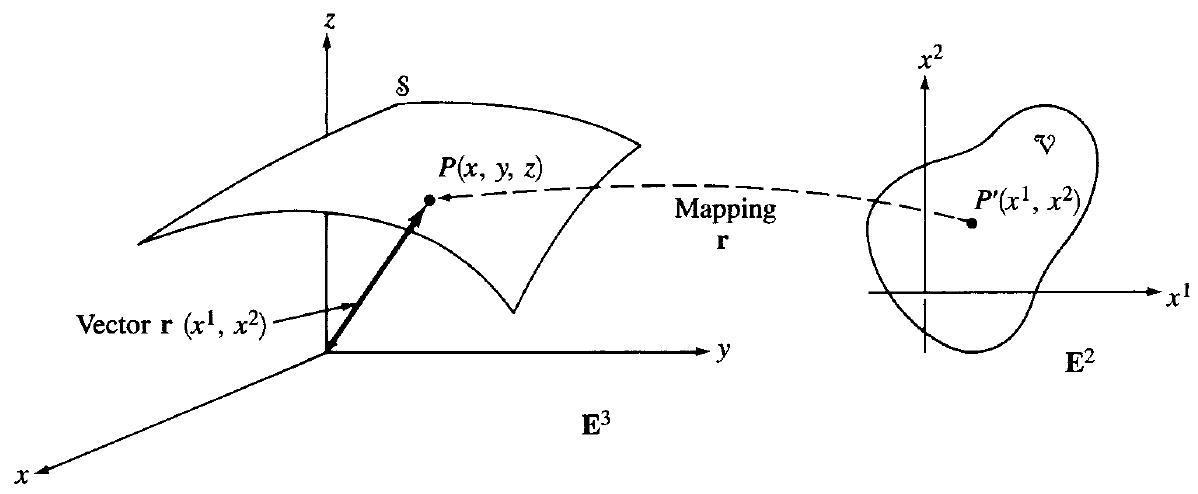 z
x²
𝒮
𝒱
P(x, y, z)
P′(x¹, x²)
Mapping
r
x¹
Vector r (x¹, x²)
y
E²
E³
x